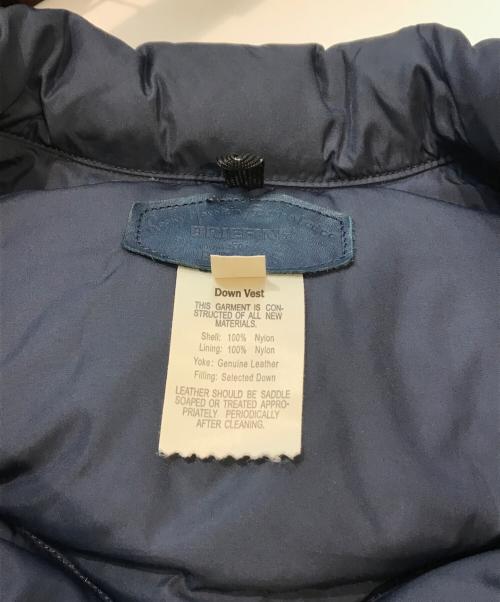 BRIEFING
Down Vest
THIS GARMENT IS CON-
STRUCTED OF ALL NEW
MATERIALS.
Shell: 100% Nylon
Lining: 100% Nylon
Yoke: Genuine Leather
Filling: Selected Down
LEATHER SHOULD BE SADDLE
SOAPED OR TREATED APPRO-
PRIATELY. PERIODICALLY
AFTER CLEANING.